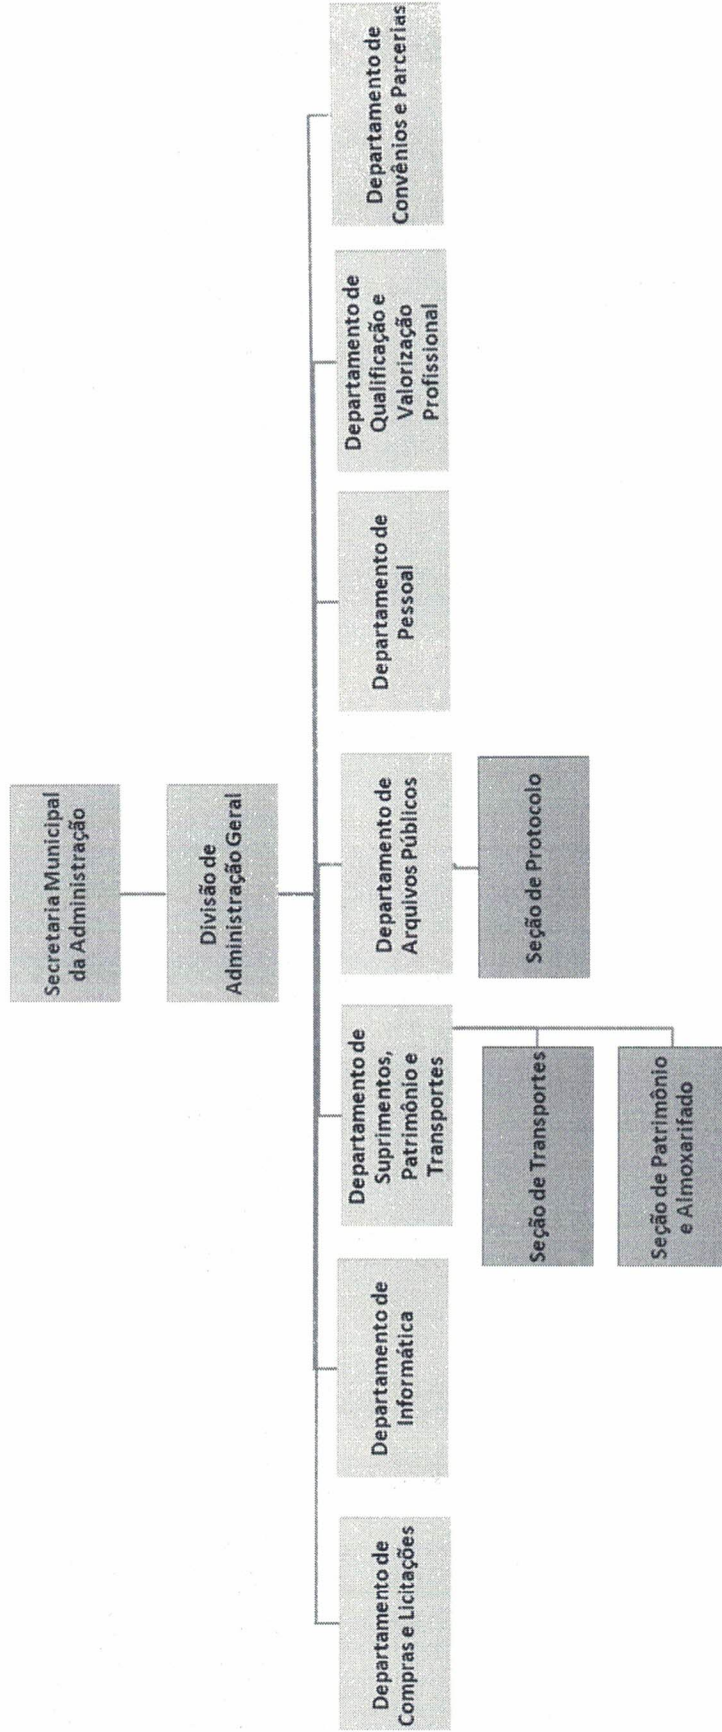 Secretaria Municipal
da Administração
Divisão de
Administração Geral
Departamento de
Compras e Licitações
Departamento de
Informática
Departamento de
Suprimentos,
Patrimônio e
Transportes
Departamento de
Arquivos Públicos
Departamento de
Pessoal
Departamento de
Qualificação e
Valorização
Profissional
Departamento de
Convênios e Parcerias
Seção de Transportes
Seção de Patrimônio
e Almoxarifado
Seção de Protocolo